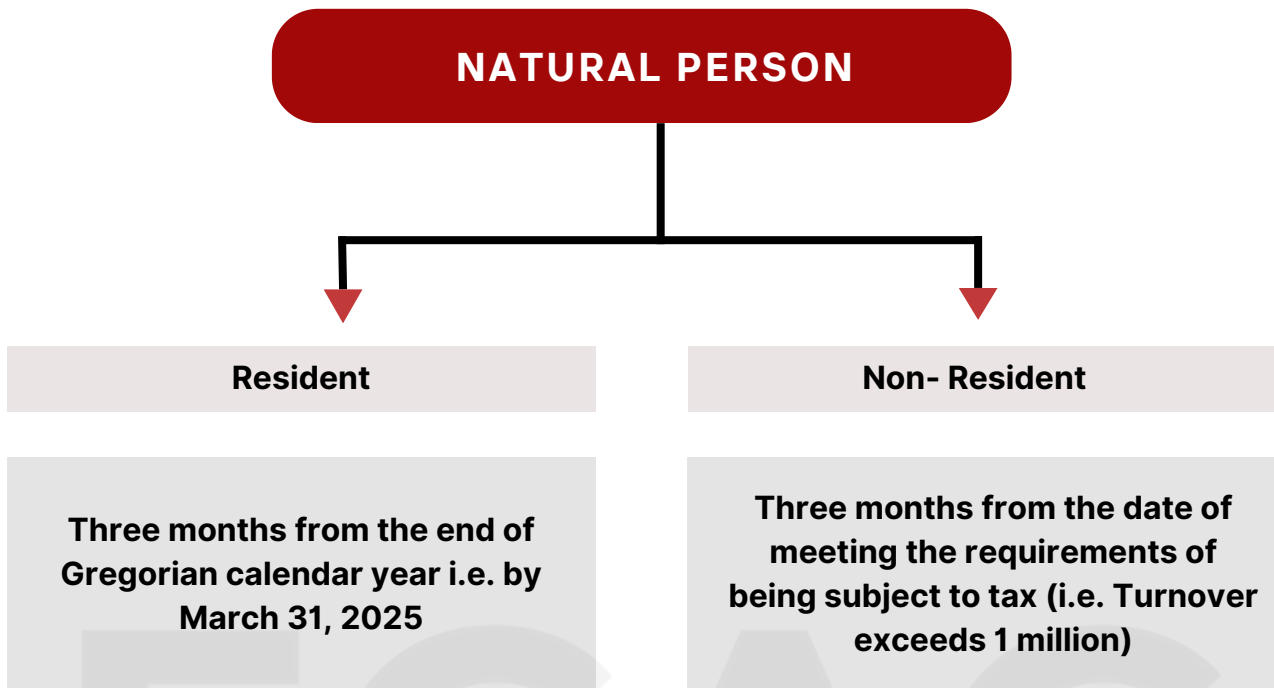 NATURAL PERSON
Resident
Three months from the end of
Gregorian calendar year i.e. by
March 31, 2025
Non- Resident
Three months from the date of
meeting the requirements of
being subject to tax (i.e. Turnover
exceeds 1 million)